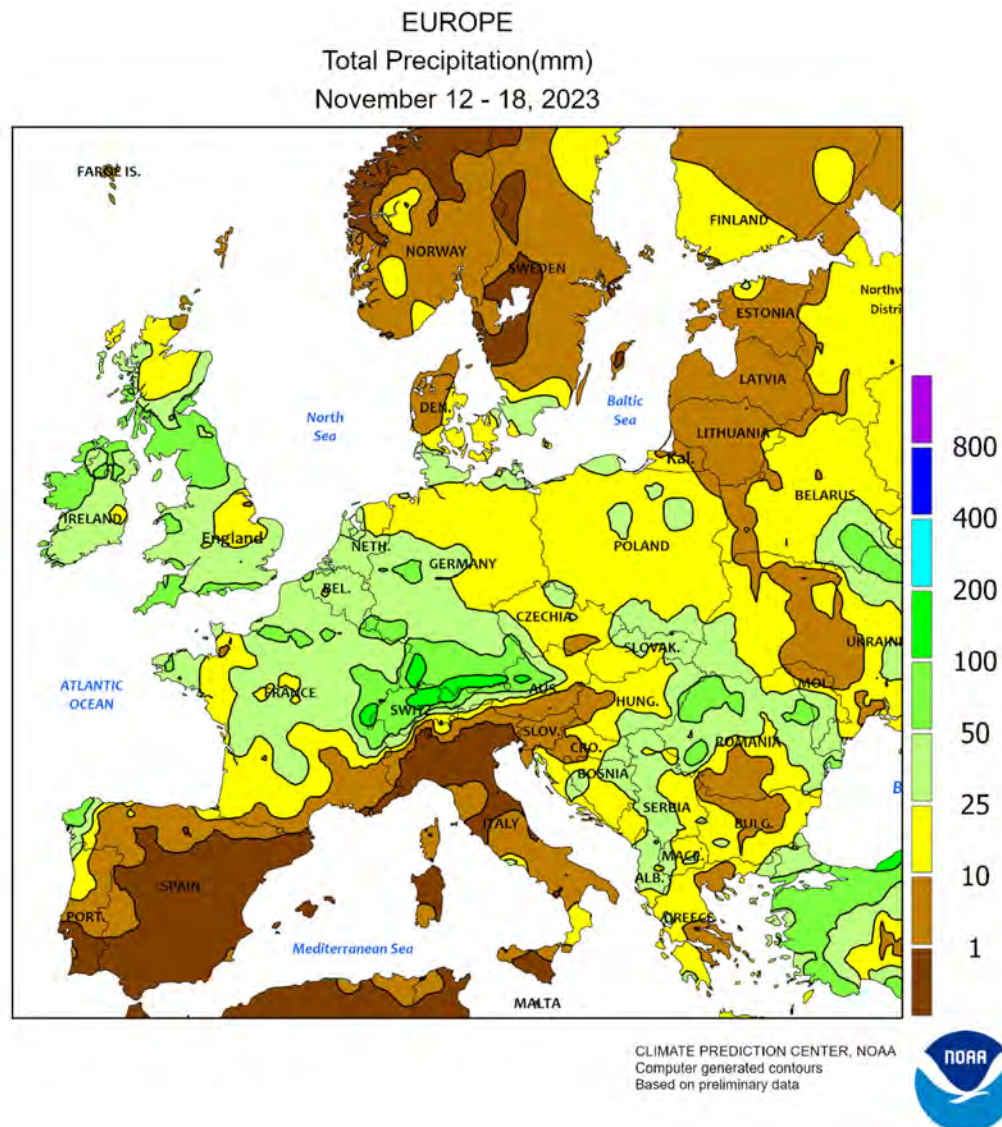 EUROPE
Total Precipitation(mm)
November 12 - 18, 2023
FAROE IS.
FINLAND
NORWAY
SWEDEN
Northw
Distri
ESTONIA
LATVIA
North
Sea
DEN.
Baltic
Sea
LITHUANIA
Kal.
BELARUS
IRELAND
England
NETH.
GERMANY
POLAND
BEL.
CZECHIA
UKRAINE
SLOVAK.
ATLANTIC
OCEAN
FRANCE
SWITZ
AUS
MOL
HUNG.
SLOV.
CRO.
ROMANIA
BOSNIA
B
SERBIA
ITALY
BULG.
MACE.
ALB.
SPAIN
PORT.
GREECE
Mediterranean Sea
MALTA
800
400
200
100
50
25
10
1
CLIMATE PREDICTION CENTER, NOAA
Computer generated contours
Based on preliminary data
NOAA